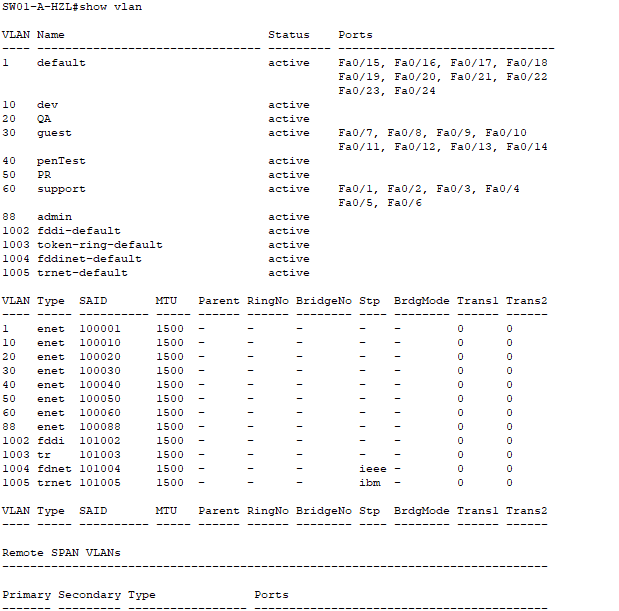 SW01-A-HZL#show vlan
VLAN Name                             Status    Ports
---- -------------------------------- --------- -------------------------------
1    default                          active    Fa0/15, Fa0/16, Fa0/17, Fa0/18
                                                Fa0/19, Fa0/20, Fa0/21, Fa0/22
                                                Fa0/23, Fa0/24
10   dev                              active
20   QA                               active
30   guest                            active    Fa0/7, Fa0/8, Fa0/9, Fa0/10
                                                Fa0/11, Fa0/12, Fa0/13, Fa0/14
40   penTest                          active
50   PR                               active
60   support                          active    Fa0/1, Fa0/2, Fa0/3, Fa0/4
                                                Fa0/5, Fa0/6
88   admin                            active
1002 fddi-default                     active
1003 token-ring-default               active
1004 fddinet-default                  active
1005 trnet-default                    active
VLAN Type  SAID       MTU   Parent RingNo BridgeNo Stp  BrdgMode Trans1 Trans2
---- ----- ---------- ----- ------ ------ -------- ---- -------- ------ ------
1    enet  100001     1500  -      -      -        -    -        0      0
10   enet  100010     1500  -      -      -        -    -        0      0
20   enet  100020     1500  -      -      -        -    -        0      0
30   enet  100030     1500  -      -      -        -    -        0      0
40   enet  100040     1500  -      -      -        -    -        0      0
50   enet  100050     1500  -      -      -        -    -        0      0
60   enet  100060     1500  -      -      -        -    -        0      0
88   enet  100088     1500  -      -      -        -    -        0      0
1002 fddi  101002     1500  -      -      -        -    -        0      0
1003 tr    101003     1500  -      -      -        -    -        0      0
1004 fdnet 101004     1500  -      -      -        ieee -        0      0
1005 trnet 101005     1500  -      -      -        ibm  -        0      0
VLAN Type  SAID       MTU   Parent RingNo BridgeNo Stp  BrdgMode Trans1 Trans2
---- ----- ---------- ----- ------ ------ -------- ---- -------- ------ ------
Remote SPAN VLANs
------------------------------------------------------------------------------
Primary Secondary Type              Ports
------- --------- ----------------- ------------------------------------------